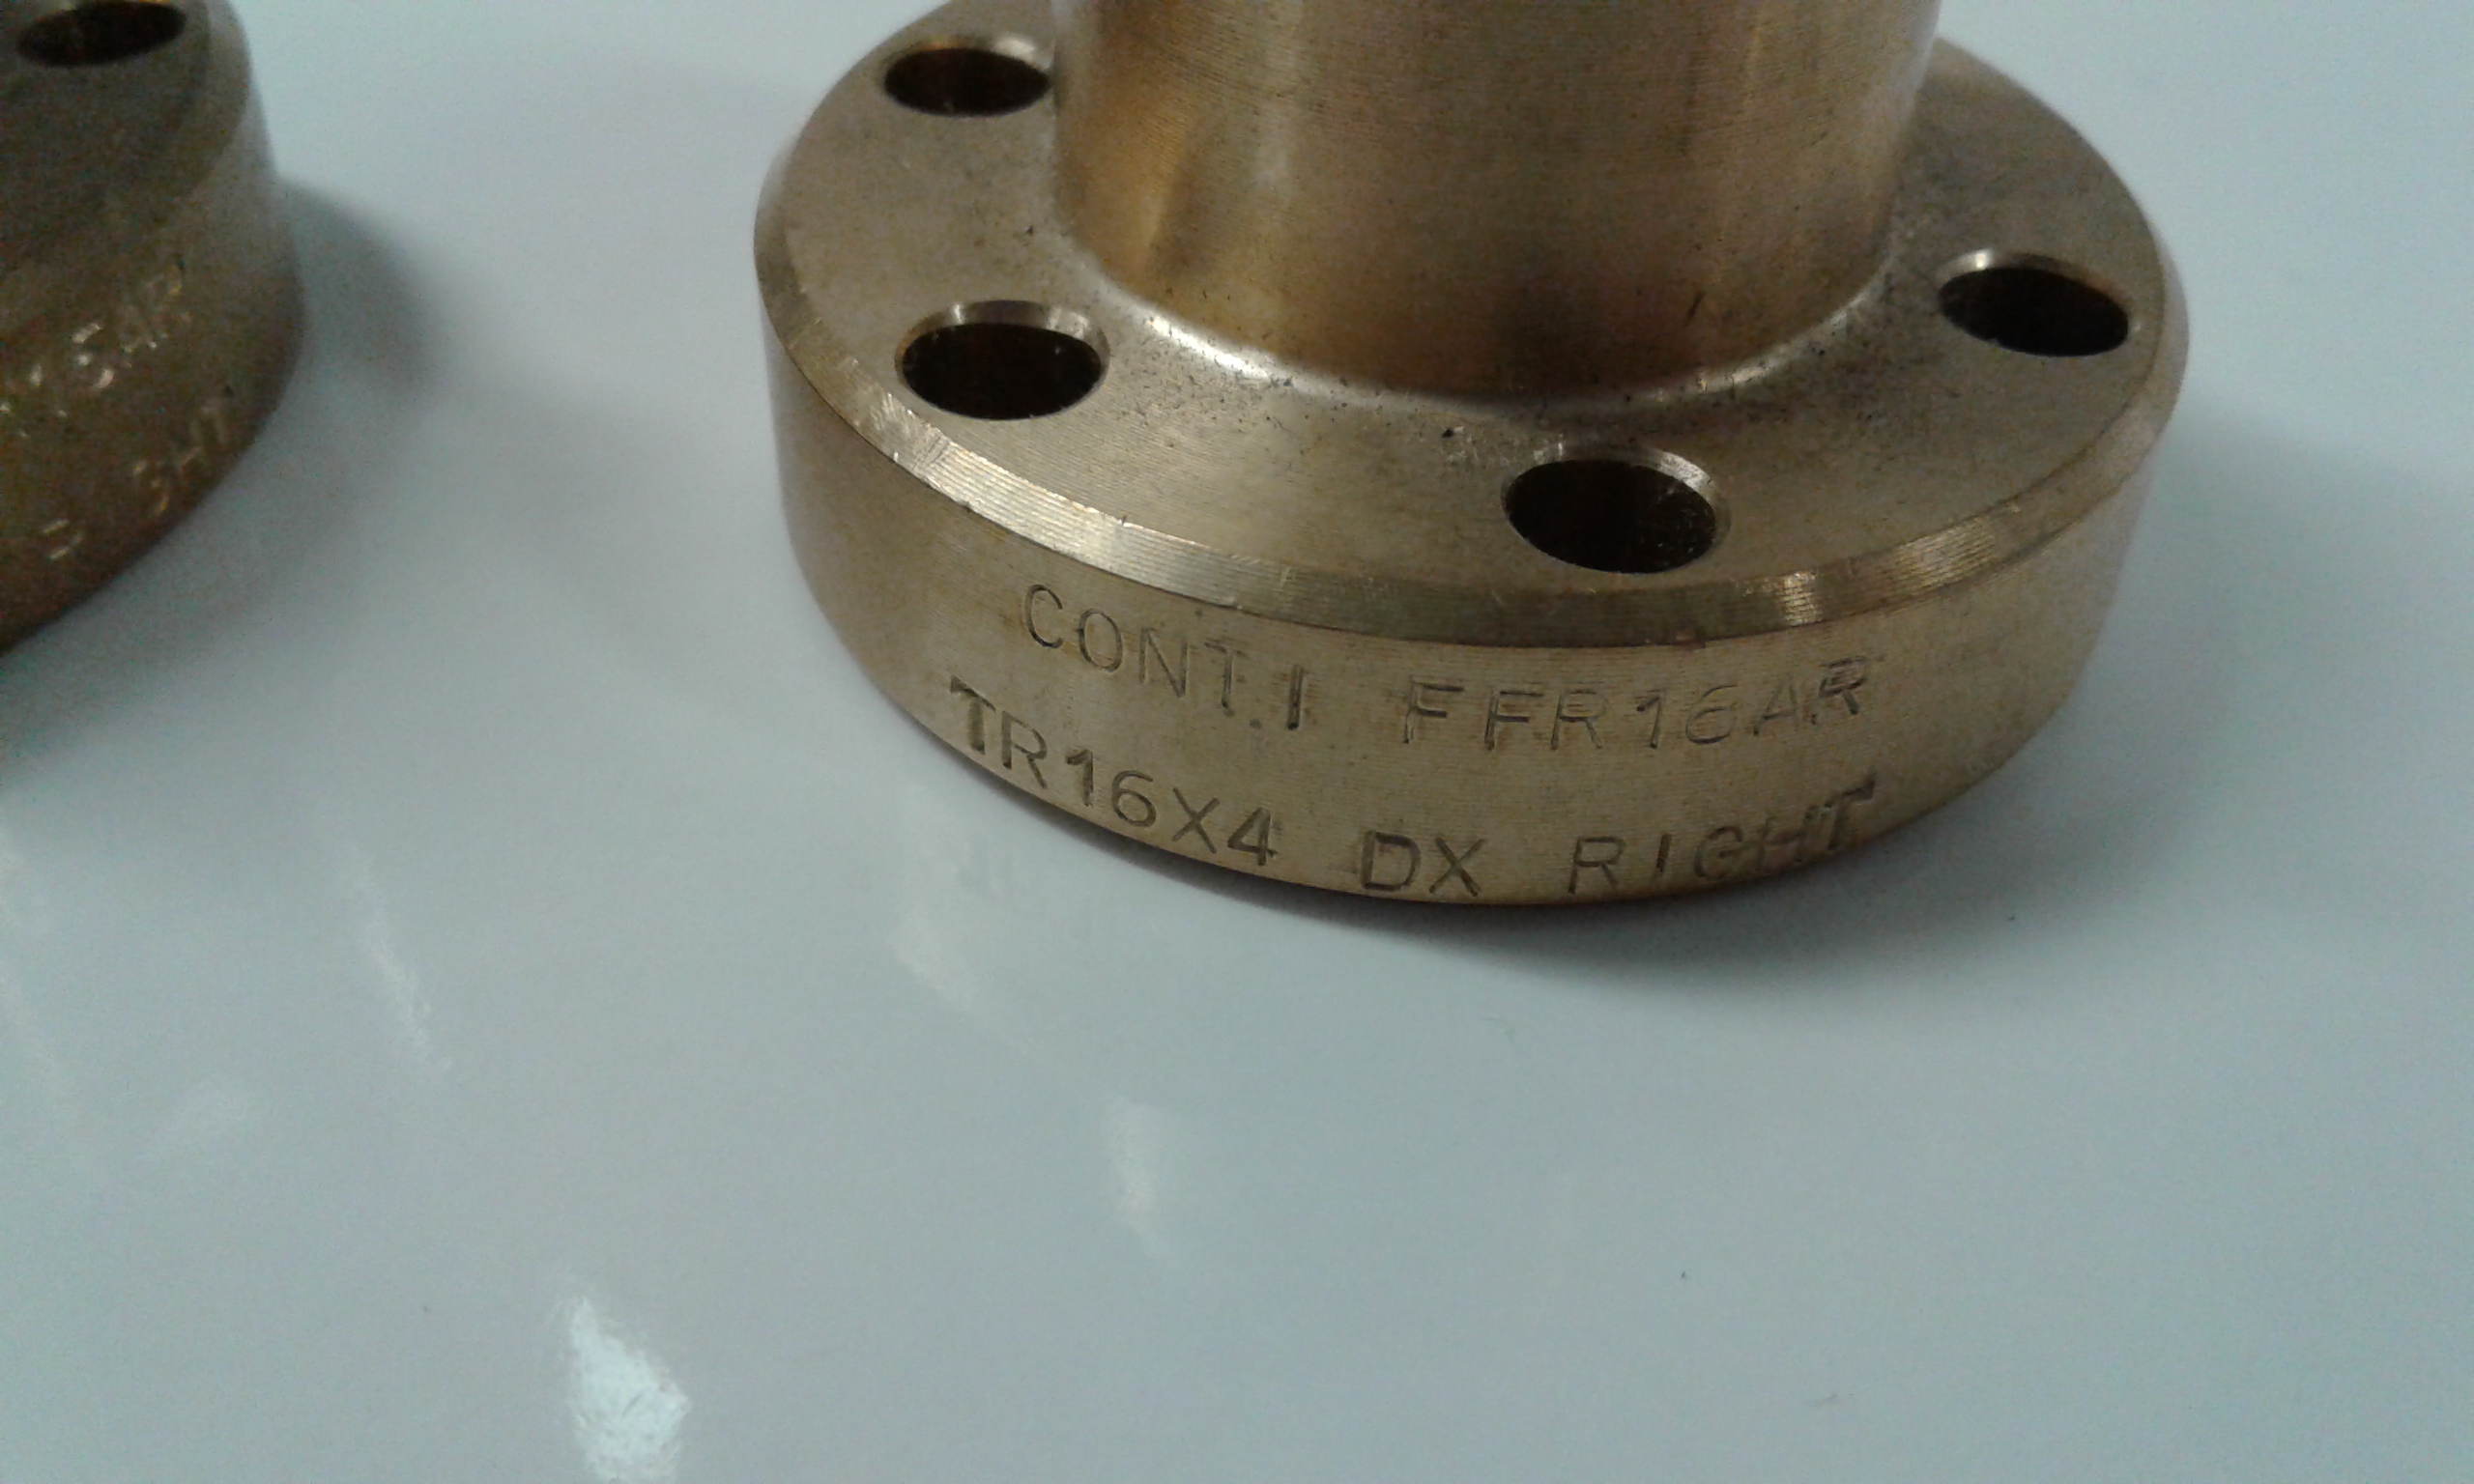 CONT.I FFR16AR
TR16X4 DX RIGHT